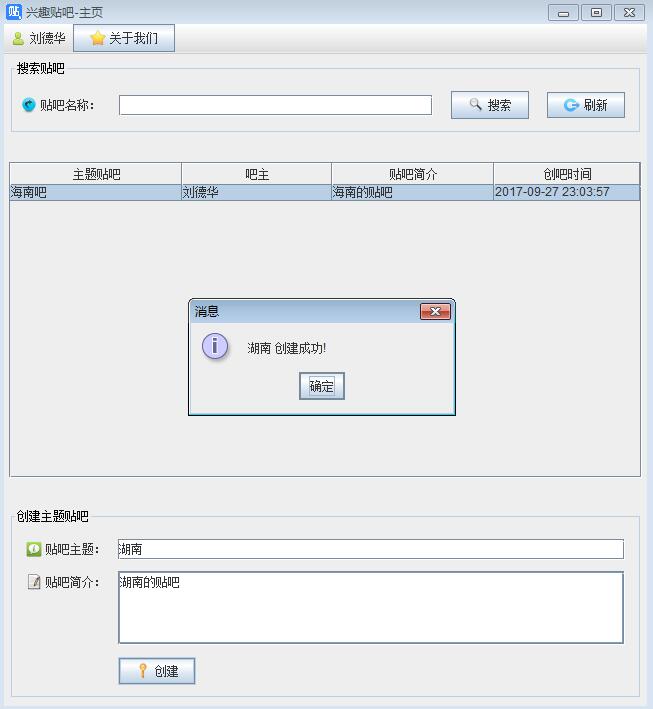 贴 兴趣贴吧-主页
刘德华 关于我们
搜索贴吧
贴吧名称： 搜索 刷新
主题贴吧 吧主 贴吧简介 创吧时间
海南吧 刘德华 海南的贴吧 2017-09-27 23:03:57
消息
i
湖南 创建成功!
确定
创建主题贴吧
贴吧主题： 湖南
贴吧简介： 湖南的贴吧
创建